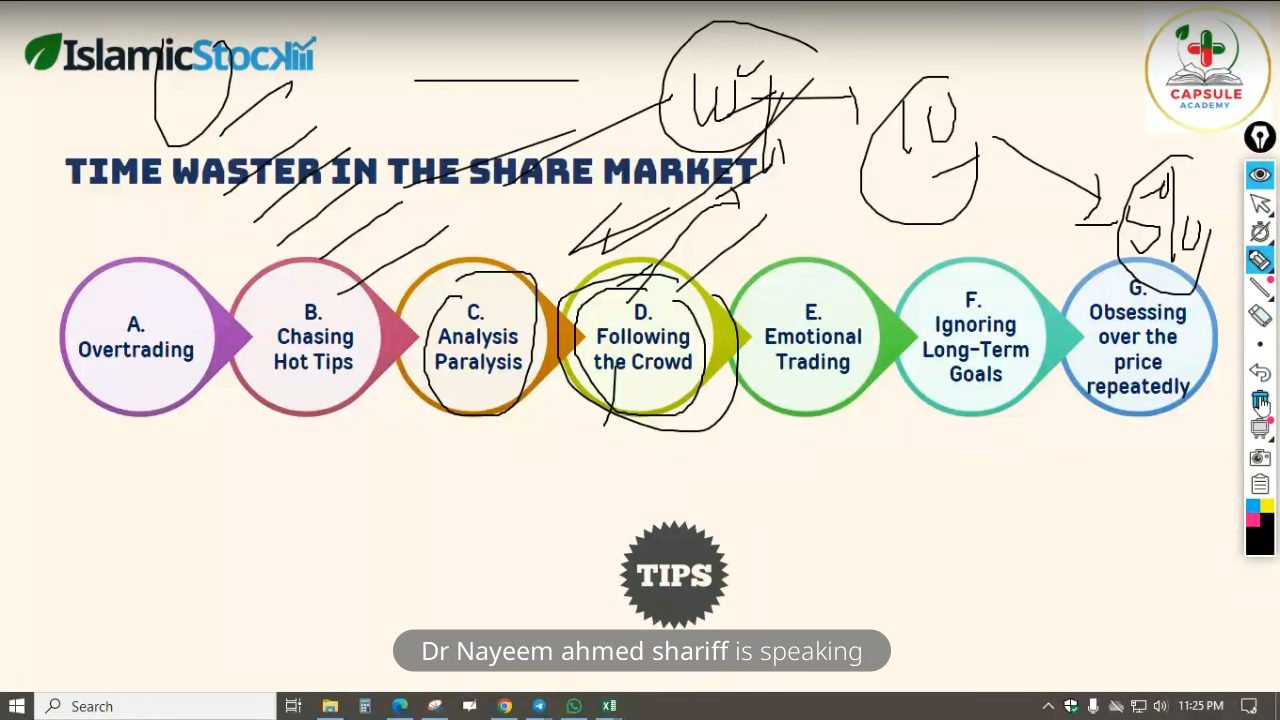 IslamicStock
CAPSULE
ACADEMY
TIME WASTER IN THE SHARE MARKET
A.
Overtrading
B.
Chasing
Hot Tips
C.
Analysis
Paralysis
D.
Following
the Crowd
E.
Emotional
Trading
F.
Ignoring
Long-Term
Goals
G.
Obsessing
over the
price
repeatedly
TIPS
Dr Nayeem ahmed shariff is speaking
Search
11:25 PM